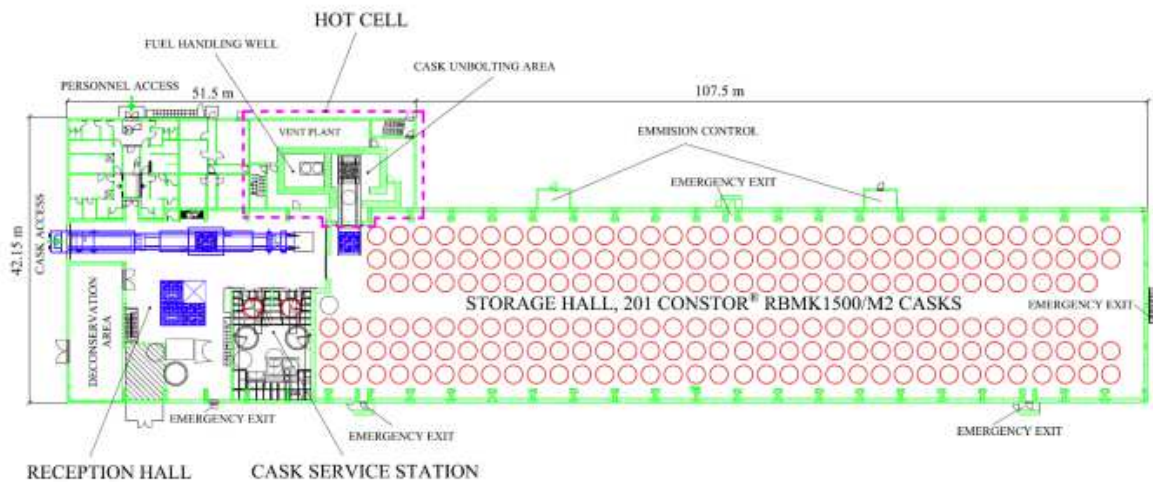 HOT CELL
FUEL HANDLING WELL
CASK UNBOLTING AREA
PERSONNEL ACCESS
51.5 m
107.5 m
VENT PLANT
EMMISION CONTROL
EMERGENCY EXIT
42.15 m
CASK ACCESS
STORAGE HALL, 201 CONSTOR® RBMK1500/M2 CASKS
EMERGENCY EXIT
DECONSERVATION
AREA
EMERGENCY EXIT
EMERGENCY EXIT
EMERGENCY EXIT
RECEPTION HALL
CASK SERVICE STATION